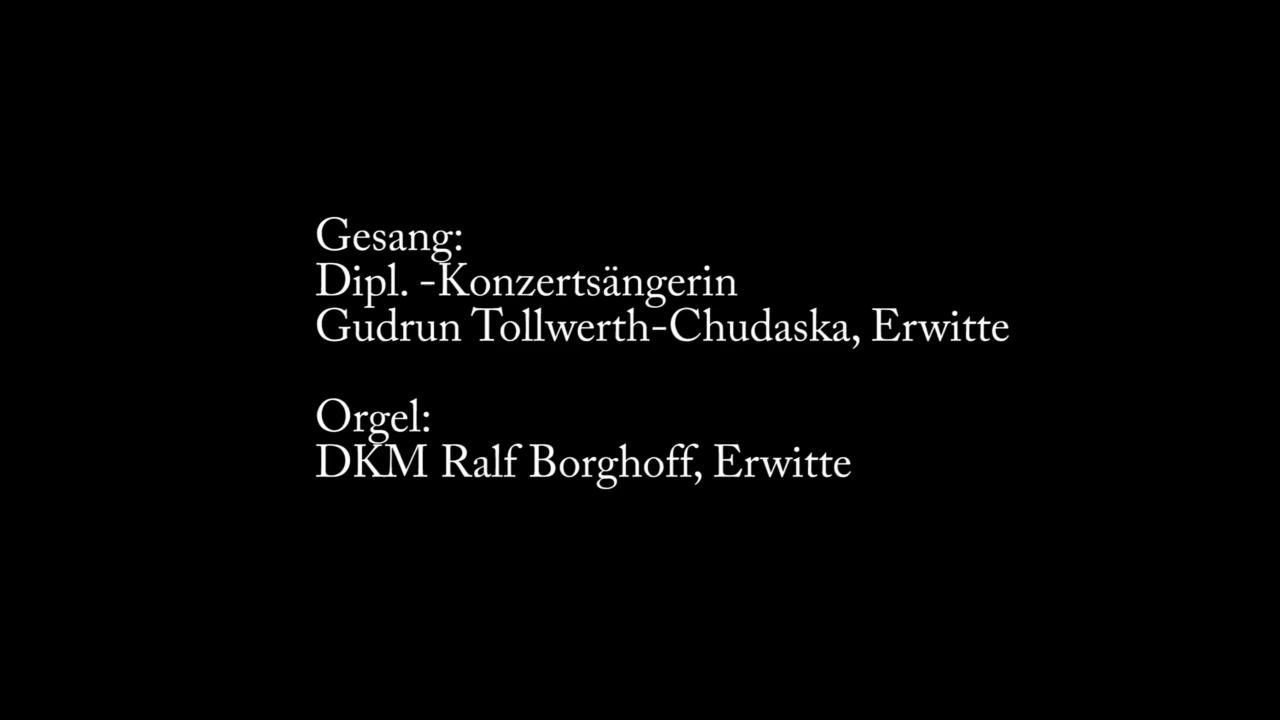 Gesang:
Dipl. -Konzertsängerin
Gudrun Tollwerth-Chudaska, Erwitte
Orgel:
DKM Ralf Borghoff, Erwitte